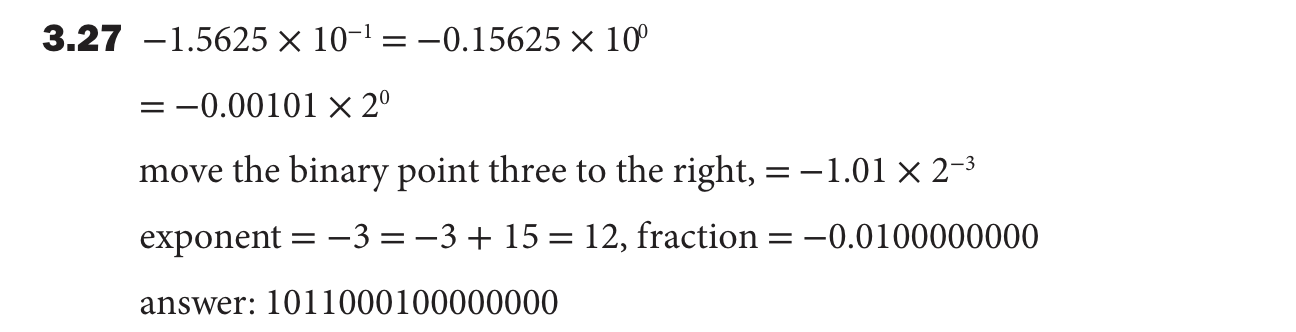 3.27 −1.5625 × 10⁻¹ = −0.15625 × 10⁰
= −0.00101 × 2⁰
move the binary point three to the right, = −1.01 × 2⁻³
exponent = −3 = −3 + 15 = 12, fraction = −0.0100000000
answer: 1011000100000000